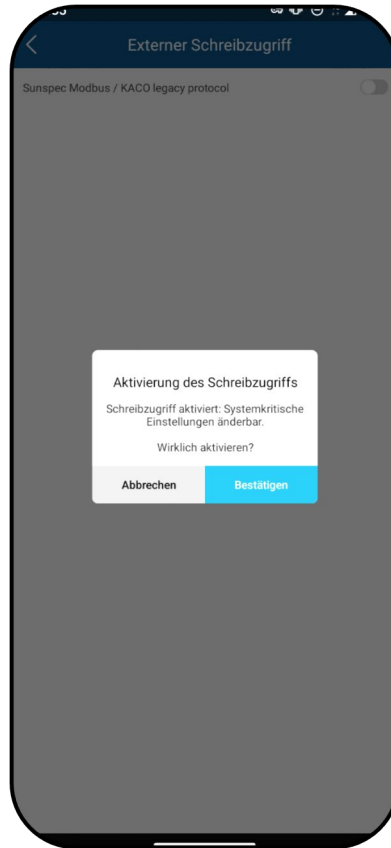 Externer Schreibzugriff
Sunspec Modbus / KACO legacy protocol
Aktivierung des Schreibzugriffs
Schreibzugriff aktiviert: Systemkritische
Einstellungen änderbar.
Wirklich aktivieren?
Abbrechen
Bestätigen